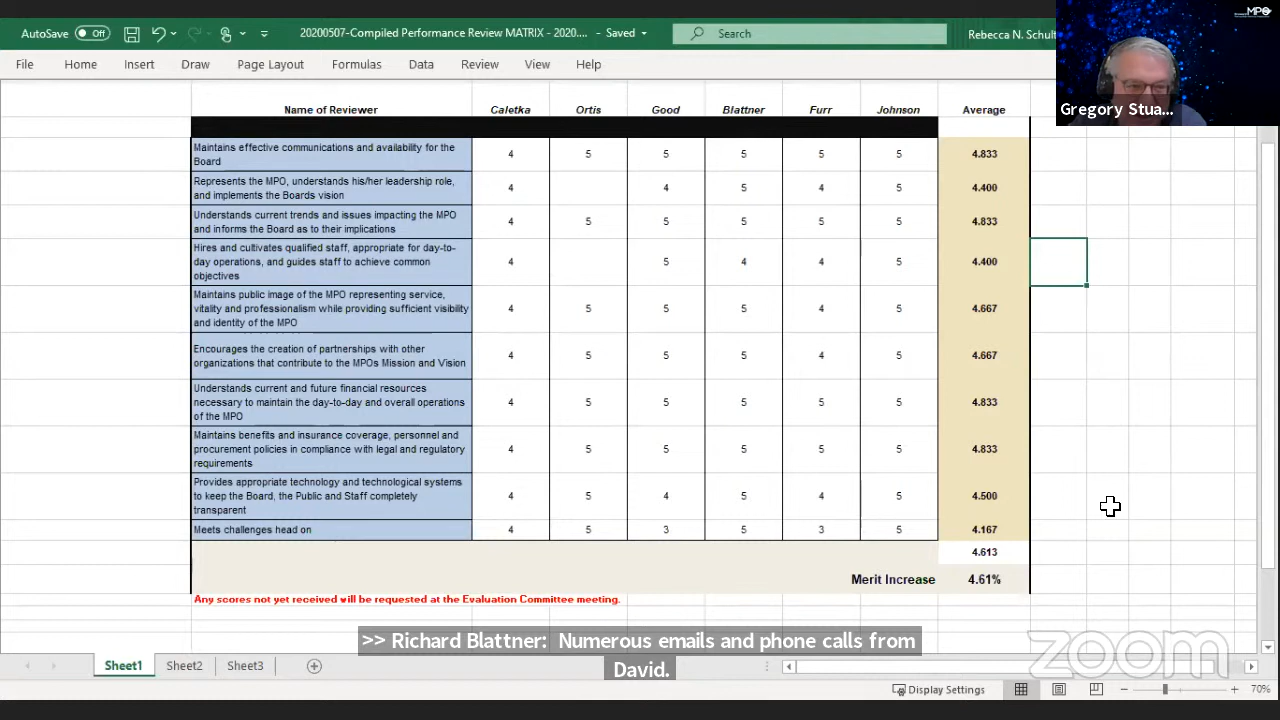 AutoSave Off 20200507-Compiled Performance Review MATRIX - 2020.... - Saved Search Rebecca N. Schult
MPO
File Home Insert Draw Page Layout Formulas Data Review View Help
Gregory Stua...
Name of Reviewer Caletka Ortis Good Blattner Furr Johnson Average
Maintains effective communications and availability for the
Board 4 5 5 5 5 5 4.833
Represents the MPO, understands his/her leadership role,
and implements the Boards vision 4 4 5 4 5 4.400
Understands current trends and issues impacting the MPO
and informs the Board as to their implications 4 5 5 5 5 5 4.833
Hires and cultivates qualified staff, appropriate for day-to-
day operations, and guides staff to achieve common
objectives 4 5 4 4 5 4.400
Maintains public image of the MPO representing service,
vitality and professionalism while providing sufficient visibility
and identity of the MPO 4 5 5 5 4 5 4.667
Encourages the creation of partnerships with other
organizations that contribute to the MPOs Mission and Vision 4 5 5 5 4 5 4.667
Understands current and future financial resources
necessary to maintain the day-to-day and overall operations
of the MPO 4 5 5 5 5 5 4.833
Maintains benefits and insurance coverage, personnel and
procurement policies in compliance with legal and regulatory
requirements 4 5 5 5 5 5 4.833
Provides appropriate technology and technological systems
to keep the Board, the Public and Staff completely
transparent 4 5 4 5 4 5 4.500
Meets challenges head on 4 5 3 5 3 5 4.167
4.613
Merit Increase 4.61%
Any scores not yet received will be requested at the Evaluation Committee meeting.
>> Richard Blattner: Numerous emails and phone calls from
David.
zoom
Sheet1 Sheet2 Sheet3
Display Settings 70%